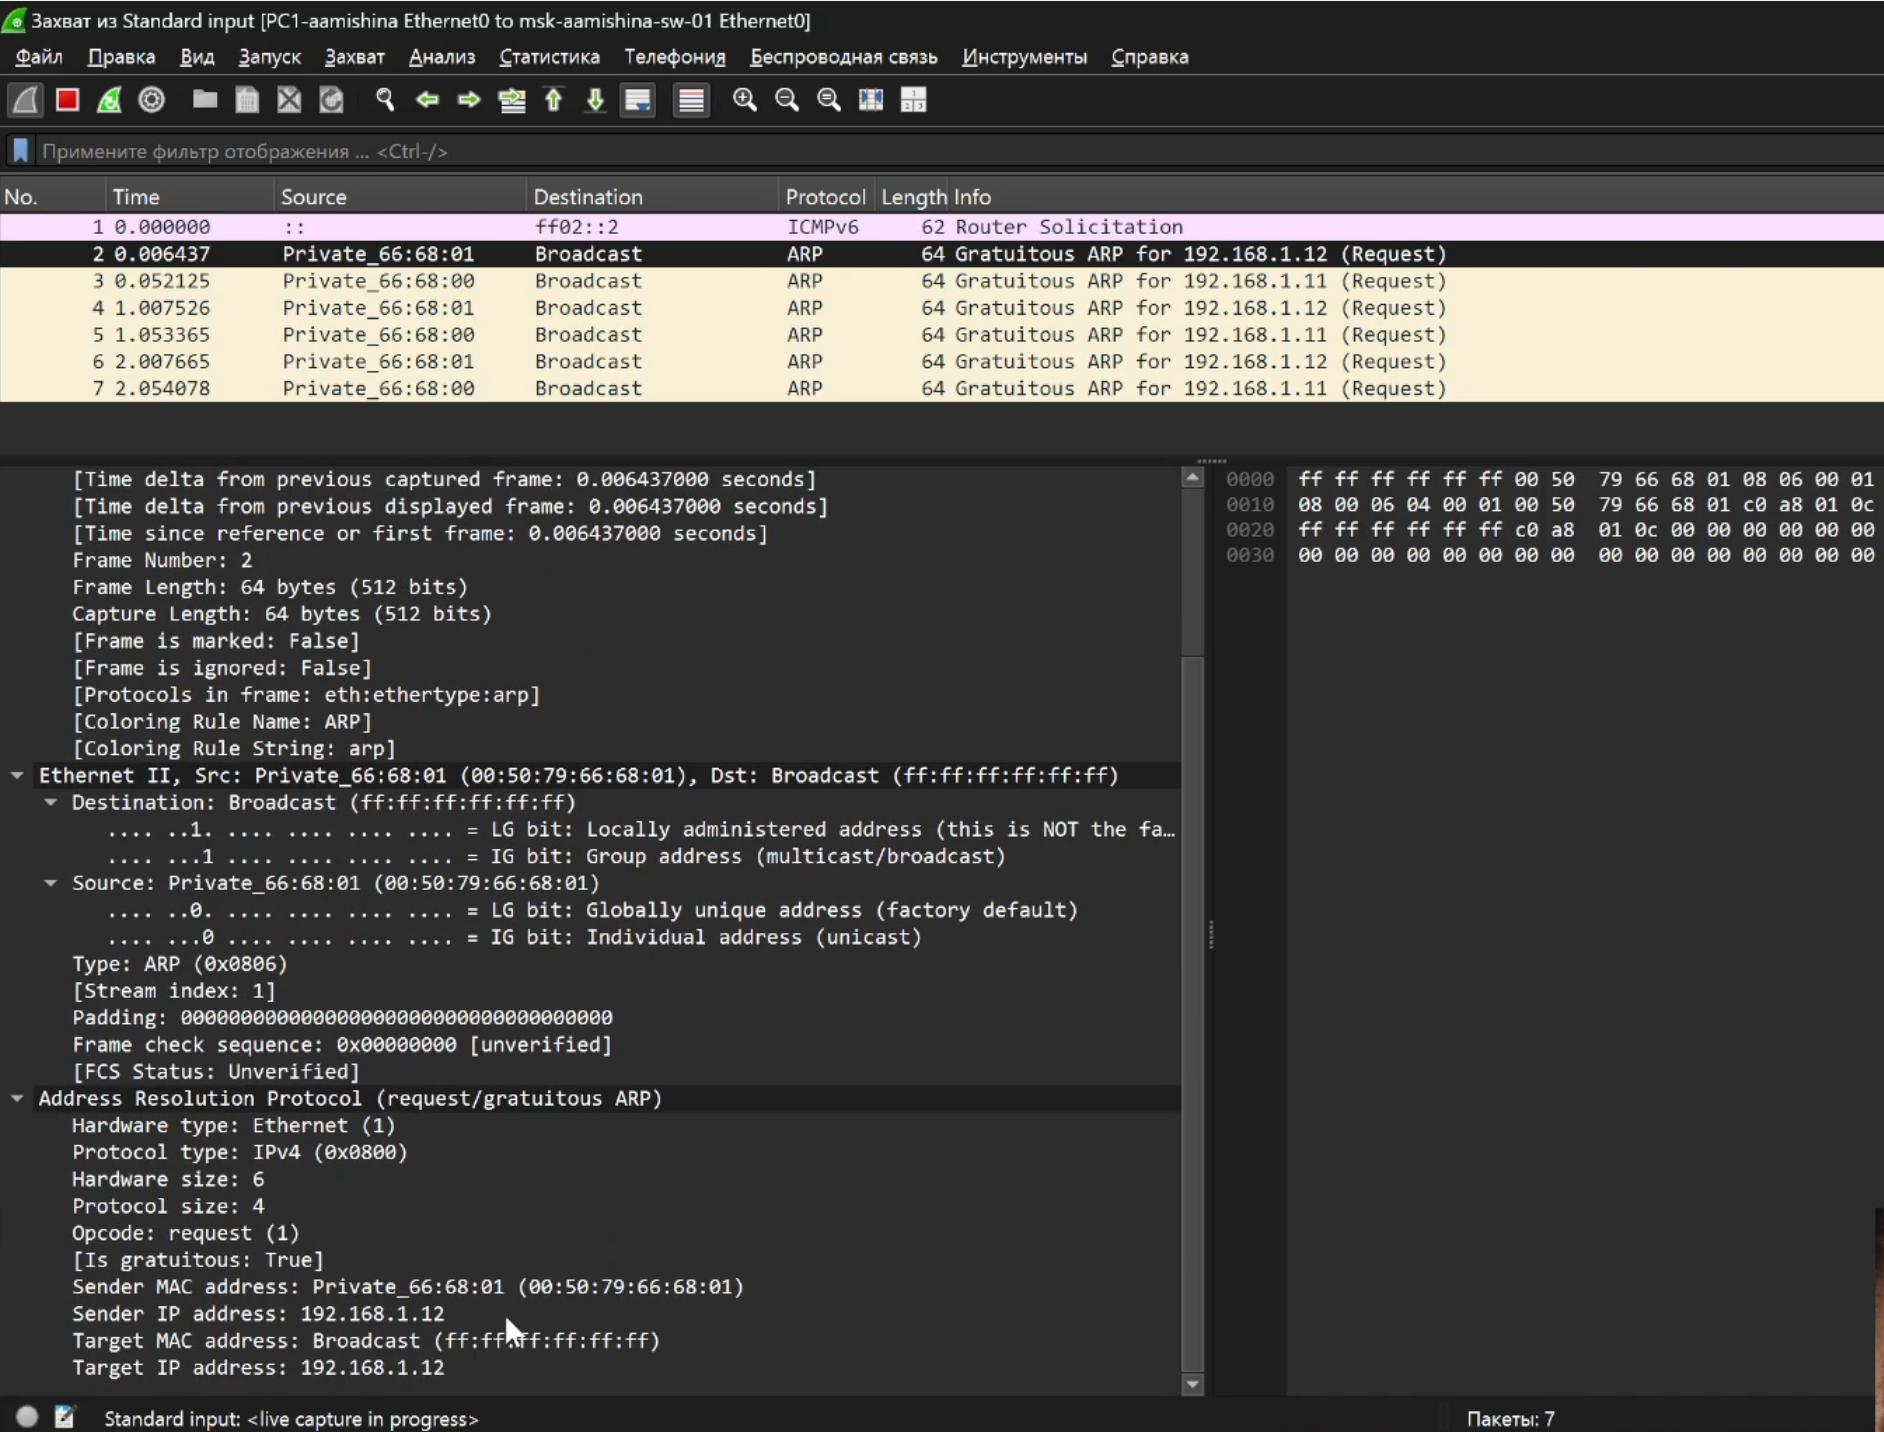 Захват из Standard input [PC1-aamishina Ethernet0 to msk-aamishina-sw-01 Ethernet0]
Файл Правка Вид Запуск Захват Анализ Статистика Телефония Беспроводная связь Инструменты Справка
Примените фильтр отображения ... <Ctrl-/>
No. Time Source Destination Protocol Length Info
1 0.000000 :: ff02::2 ICMPv6 62 Router Solicitation
2 0.006437 Private_66:68:01 Broadcast ARP 64 Gratuitous ARP for 192.168.1.12 (Request)
3 0.052125 Private_66:68:00 Broadcast ARP 64 Gratuitous ARP for 192.168.1.11 (Request)
4 1.007526 Private_66:68:01 Broadcast ARP 64 Gratuitous ARP for 192.168.1.12 (Request)
5 1.053365 Private_66:68:00 Broadcast ARP 64 Gratuitous ARP for 192.168.1.11 (Request)
6 2.007665 Private_66:68:01 Broadcast ARP 64 Gratuitous ARP for 192.168.1.12 (Request)
7 2.054078 Private_66:68:00 Broadcast ARP 64 Gratuitous ARP for 192.168.1.11 (Request)
[Time delta from previous captured frame: 0.006437000 seconds]
[Time delta from previous displayed frame: 0.006437000 seconds]
[Time since reference or first frame: 0.006437000 seconds]
Frame Number: 2
Frame Length: 64 bytes (512 bits)
Capture Length: 64 bytes (512 bits)
[Frame is marked: False]
[Frame is ignored: False]
[Protocols in frame: eth:ethertype:arp]
[Coloring Rule Name: ARP]
[Coloring Rule String: arp]
Ethernet II, Src: Private_66:68:01 (00:50:79:66:68:01), Dst: Broadcast (ff:ff:ff:ff:ff:ff)
Destination: Broadcast (ff:ff:ff:ff:ff:ff)
.... ..1. .... .... .... .... = LG bit: Locally administered address (this is NOT the fa…
.... ...1 .... .... .... .... = IG bit: Group address (multicast/broadcast)
Source: Private_66:68:01 (00:50:79:66:68:01)
.... ..0. .... .... .... .... = LG bit: Globally unique address (factory default)
.... ...0 .... .... .... .... = IG bit: Individual address (unicast)
Type: ARP (0x0806)
[Stream index: 1]
Padding: 000000000000000000000000000000000000
Frame check sequence: 0x00000000 [unverified]
[FCS Status: Unverified]
Address Resolution Protocol (request/gratuitous ARP)
Hardware type: Ethernet (1)
Protocol type: IPv4 (0x0800)
Hardware size: 6
Protocol size: 4
Opcode: request (1)
[Is gratuitous: True]
Sender MAC address: Private_66:68:01 (00:50:79:66:68:01)
Sender IP address: 192.168.1.12
Target MAC address: Broadcast (ff:ff:ff:ff:ff:ff)
Target IP address: 192.168.1.12
0000 ff ff ff ff ff ff 00 50 79 66 68 01 08 06 00 01
0010 08 00 06 04 00 01 00 50 79 66 68 01 c0 a8 01 0c
0020 ff ff ff ff ff ff c0 a8 01 0c 00 00 00 00 00 00
0030 00 00 00 00 00 00 00 00 00 00 00 00 00 00 00 00
Standard input: <live capture in progress>
Пакеты: 7